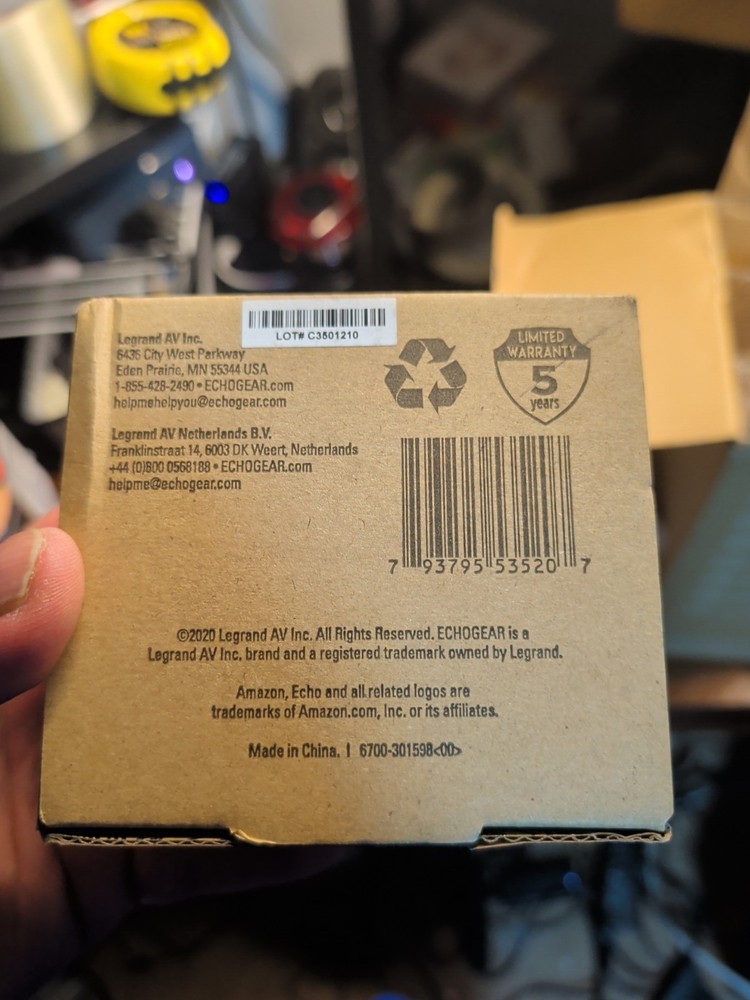 LOT# C3501210
Legrand AV Inc.
6436 City West Parkway
Eden Prairie, MN 55344 USA
1-855-428-2490 • ECHOGEAR.com
helpmehelpyou@echogear.com
Legrand AV Netherlands B.V.
Franklinstraat 14, 6003 DK Weert, Netherlands
+44 (0)800 0568188 • ECHOGEAR.com
helpme@echogear.com
LIMITED
WARRANTY
5
years
7 93795 53520 7
©2020 Legrand AV Inc. All Rights Reserved. ECHOGEAR is a
Legrand AV Inc. brand and a registered trademark owned by Legrand.
Amazon, Echo and all related logos are
trademarks of Amazon.com, Inc. or its affiliates.
Made in China. | 6700-301598<00>